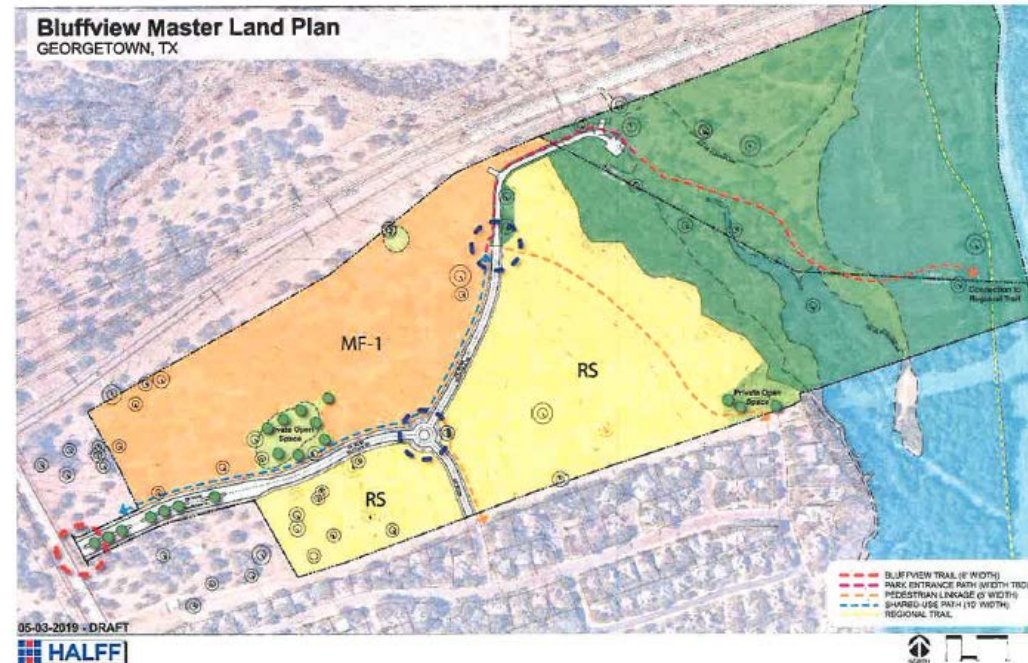 Bluffview Master Land Plan
GEORGETOWN, TX
MF-1
RS
RS
Private Open
Space
Open
Space
Connection to
Regional Trail
BLUFFVIEW TRAIL (6' WIDTH)
PARK ENTRANCE PATH (WIDTH TBD)
PEDESTRIAN LINKAGE (5' WIDTH)
SHARED-USE PATH (10' WIDTH)
REGIONAL TRAIL
05-03-2019 - DRAFT
HALFF
NORTH